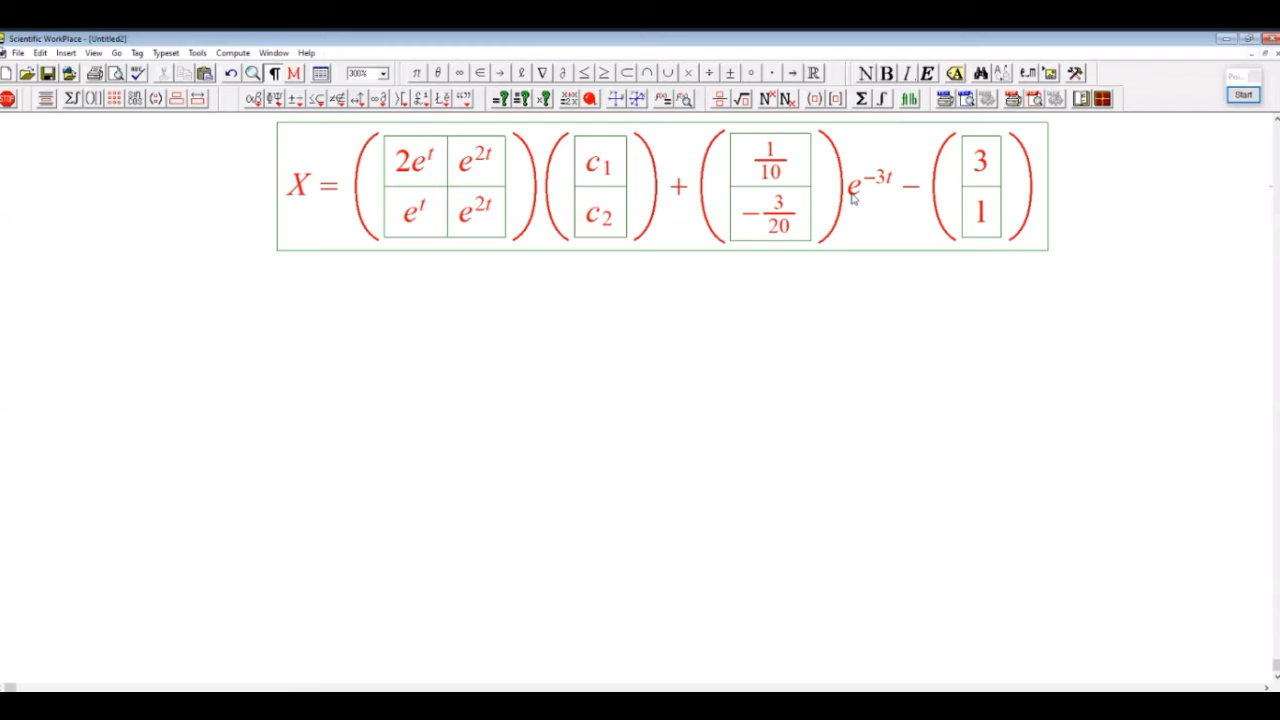 Scientific WorkPlace - [Untitled2]
File Edit Insert View Go Tag Typeset Tools Compute Window Help
300%
Start
X = ( 2e^t e^{2t} ; e^t e^{2t} ) ( c_1 ; c_2 ) + ( 1/10 ; -3/20 ) e^{-3t} - ( 3 ; 1 )